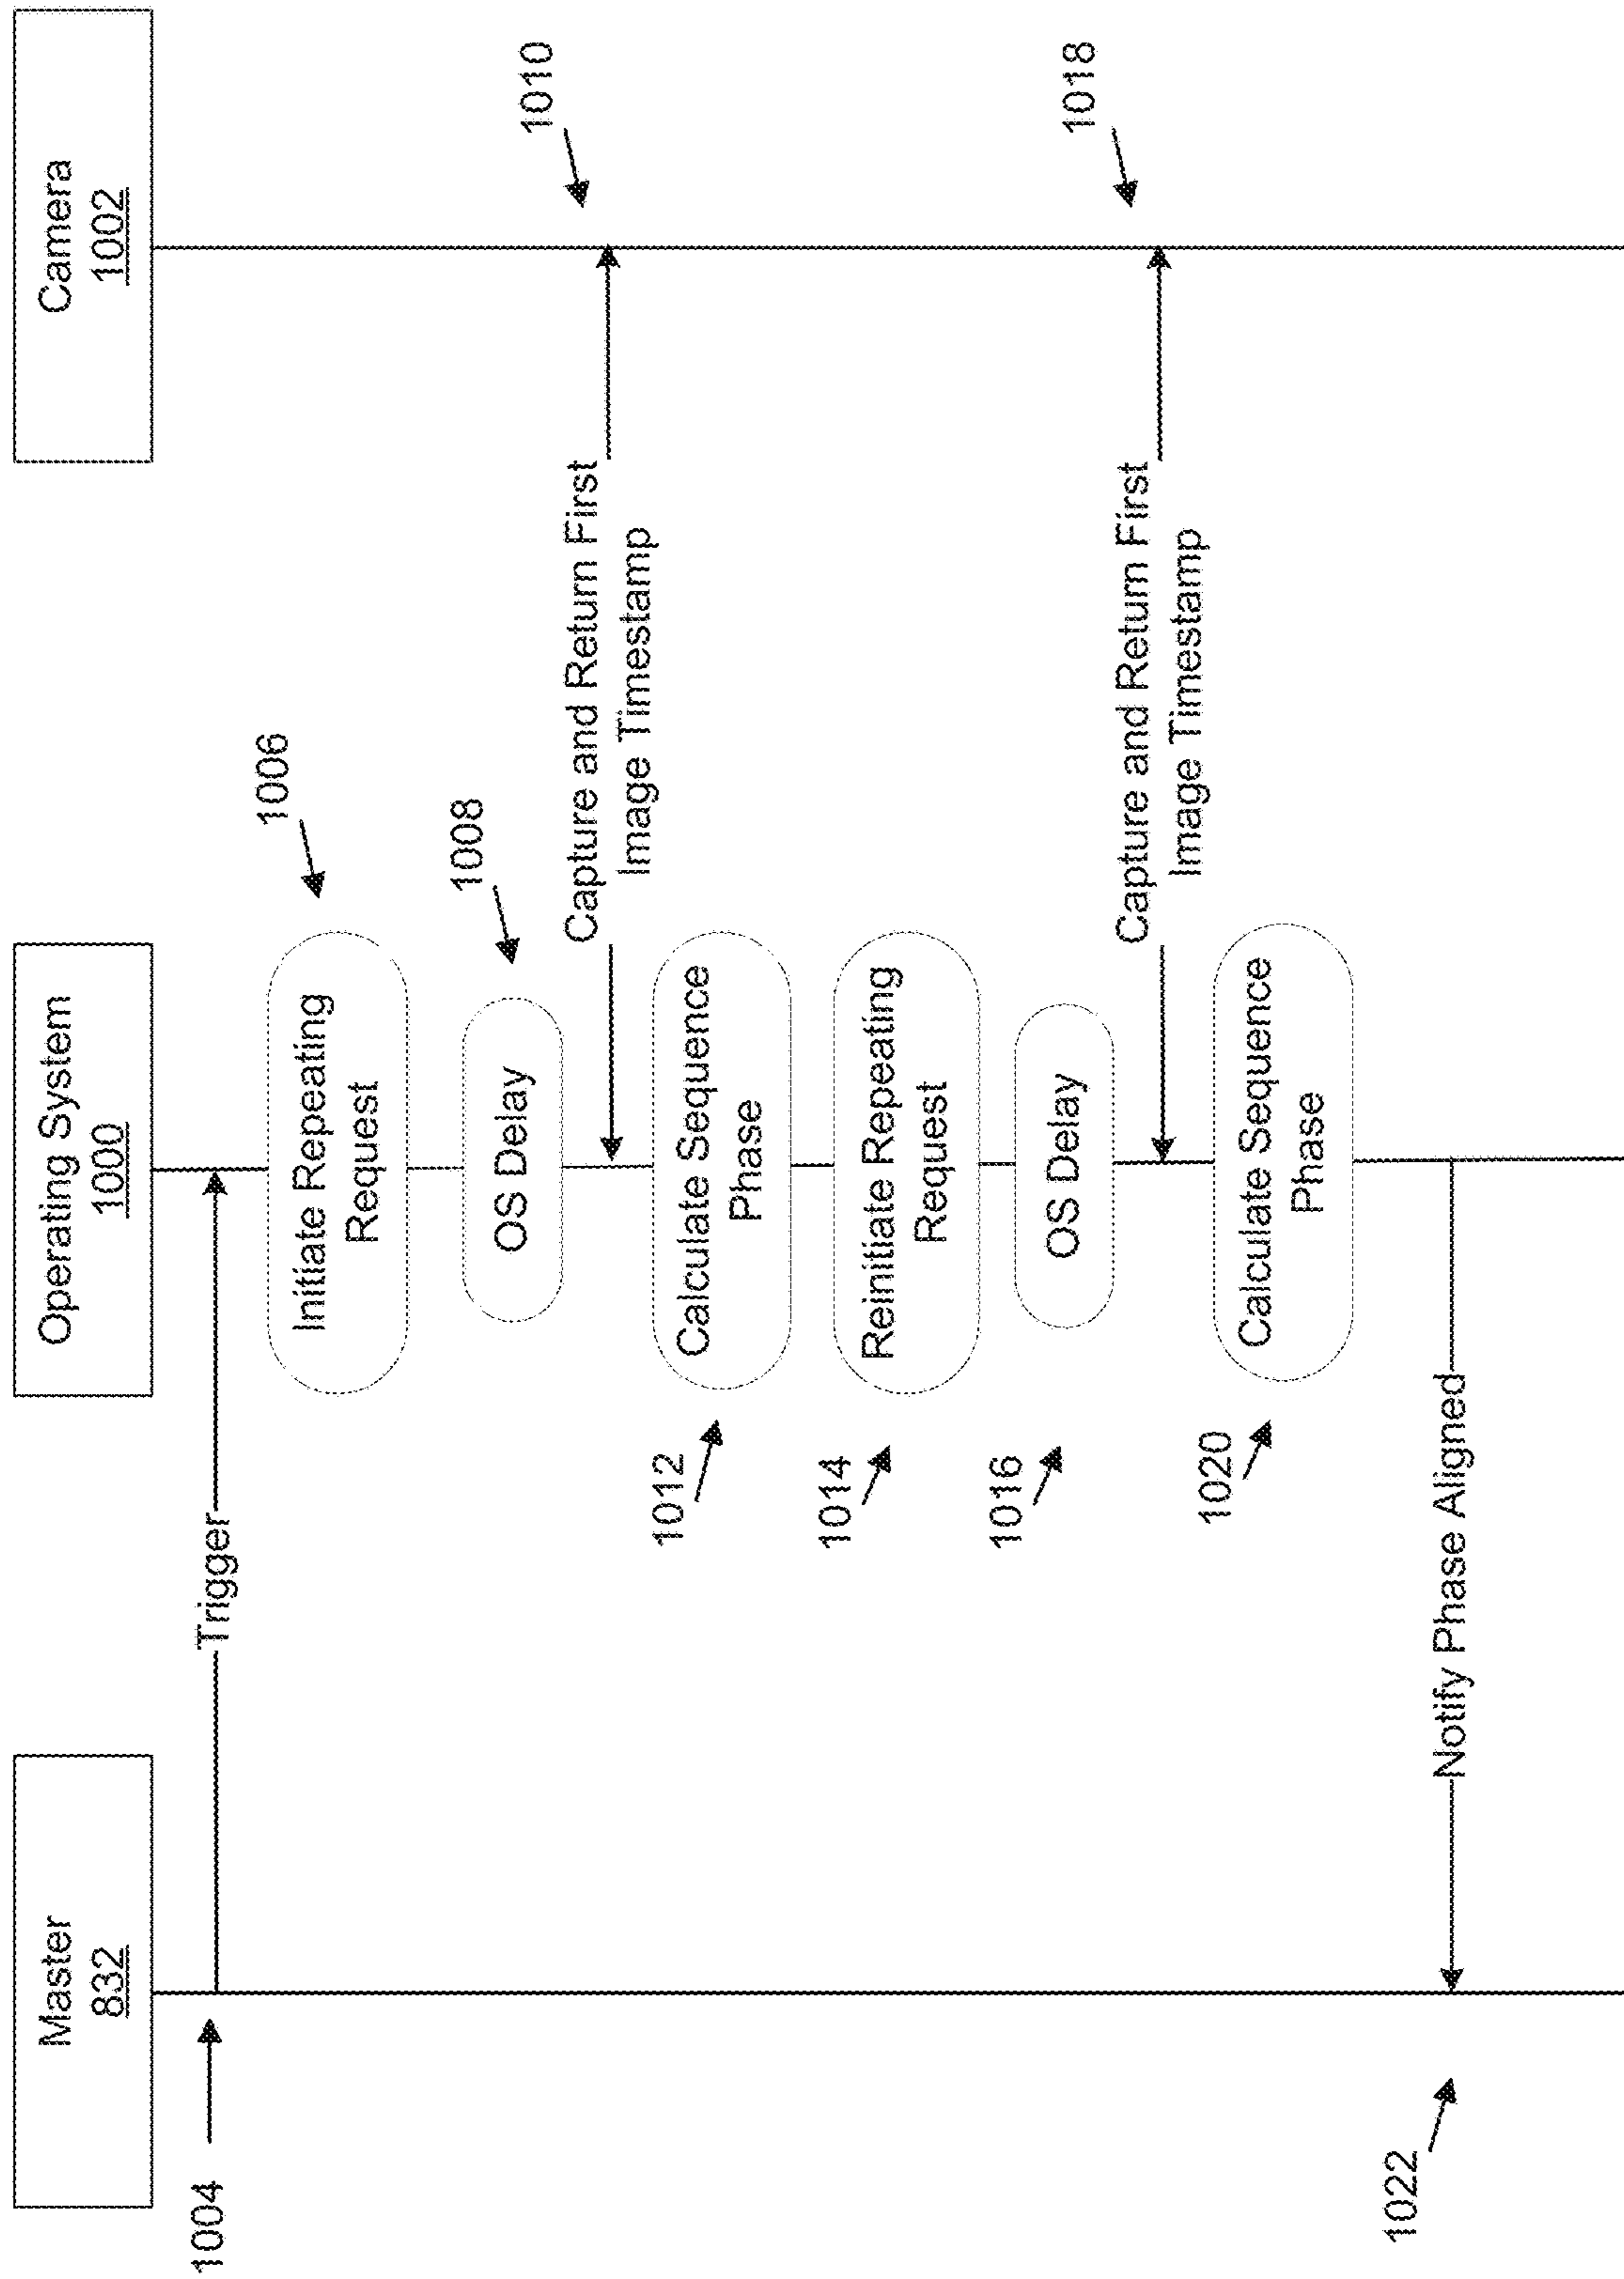 Master
832
Operating System
1000
Camera
1002
1004
Trigger
1006
Initiate Repeating
Request
1008
OS Delay
1010
Capture and Return First
Image Timestamp
1012
Calculate Sequence
Phase
1014
Reinitiate Repeating
Request
1016
OS Delay
1018
Capture and Return First
Image Timestamp
1020
Calculate Sequence
Phase
1022
Notify Phase Aligned